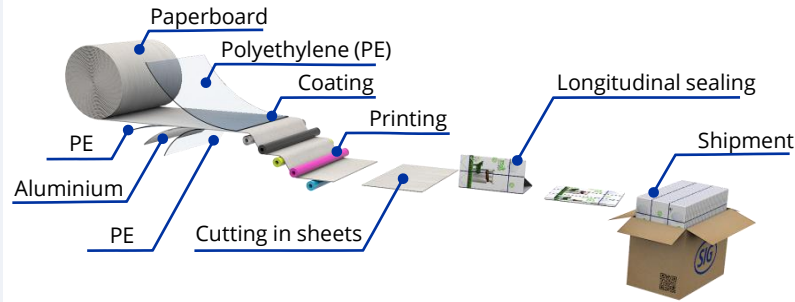 Paperboard
Polyethylene (PE)
Coating
Longitudinal sealing
Printing
Shipment
PE
Aluminium
PE
Cutting in sheets
SIG